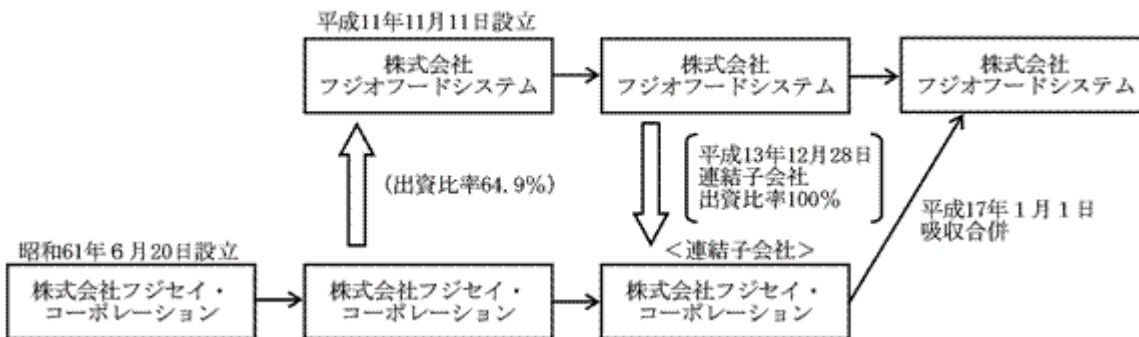 平成11年11月11日設立
株式会社
フジオフードシステム
株式会社
フジオフードシステム
株式会社
フジオフードシステム
(出資比率64.9%)
平成13年12月28日
連結子会社
出資比率100%
平成17年1月1日
吸収合併
昭和61年6月20日設立
<連結子会社>
株式会社フジセイ・
コーポレーション
株式会社フジセイ・
コーポレーション
株式会社フジセイ・
コーポレーション